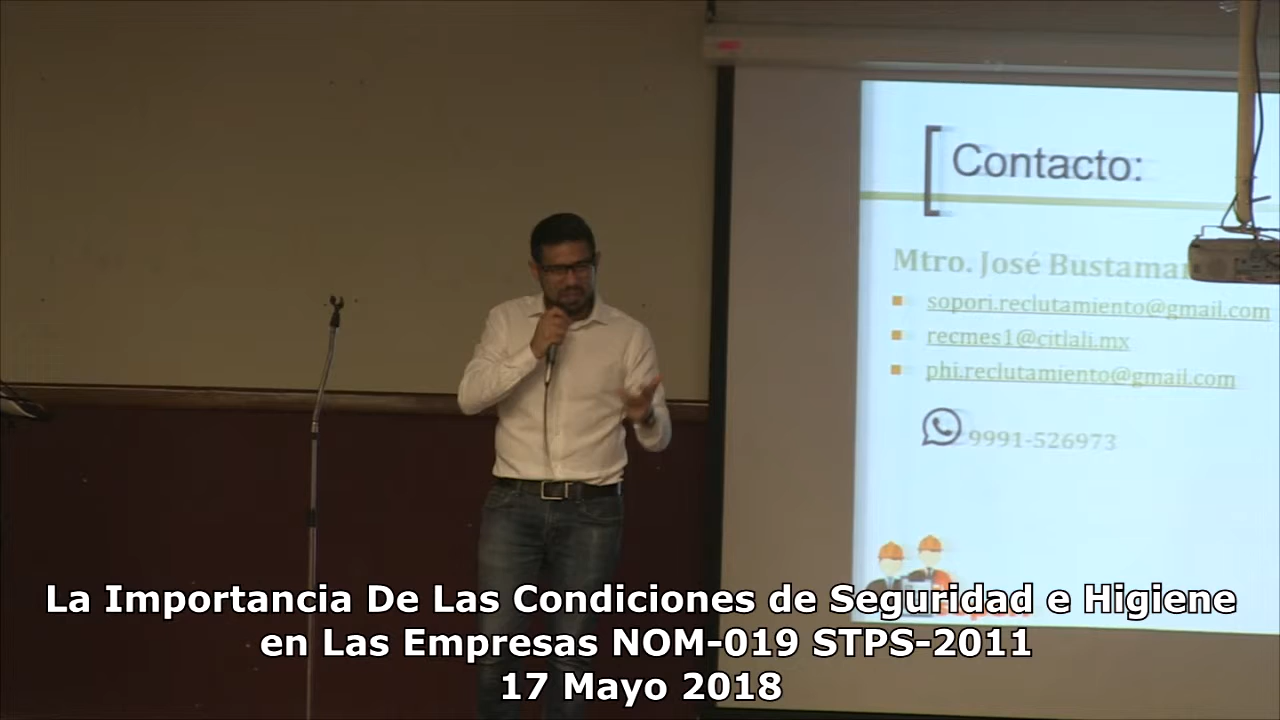 Contacto:
Mtro. José
sopori.reclutamiento@gmail.com
recmes1@citlali.mx
phi.reclutamiento@gmail.com
9991-526973
La Importancia De Las Condiciones de Seguridad e Higiene
en Las Empresas NOM-019 STPS-2011
17 Mayo 2018